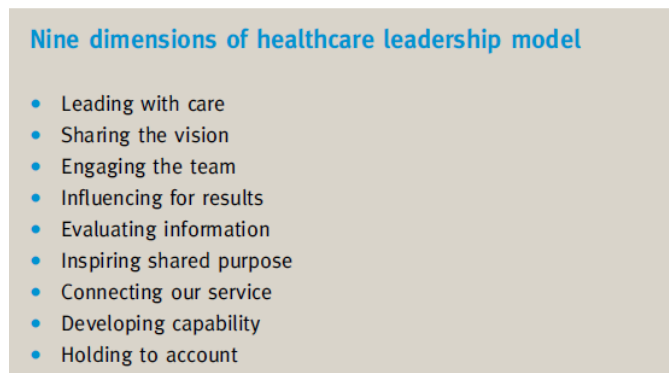 Nine dimensions of healthcare leadership model
• Leading with care
• Sharing the vision
• Engaging the team
• Influencing for results
• Evaluating information
• Inspiring shared purpose
• Connecting our service
• Developing capability
• Holding to account